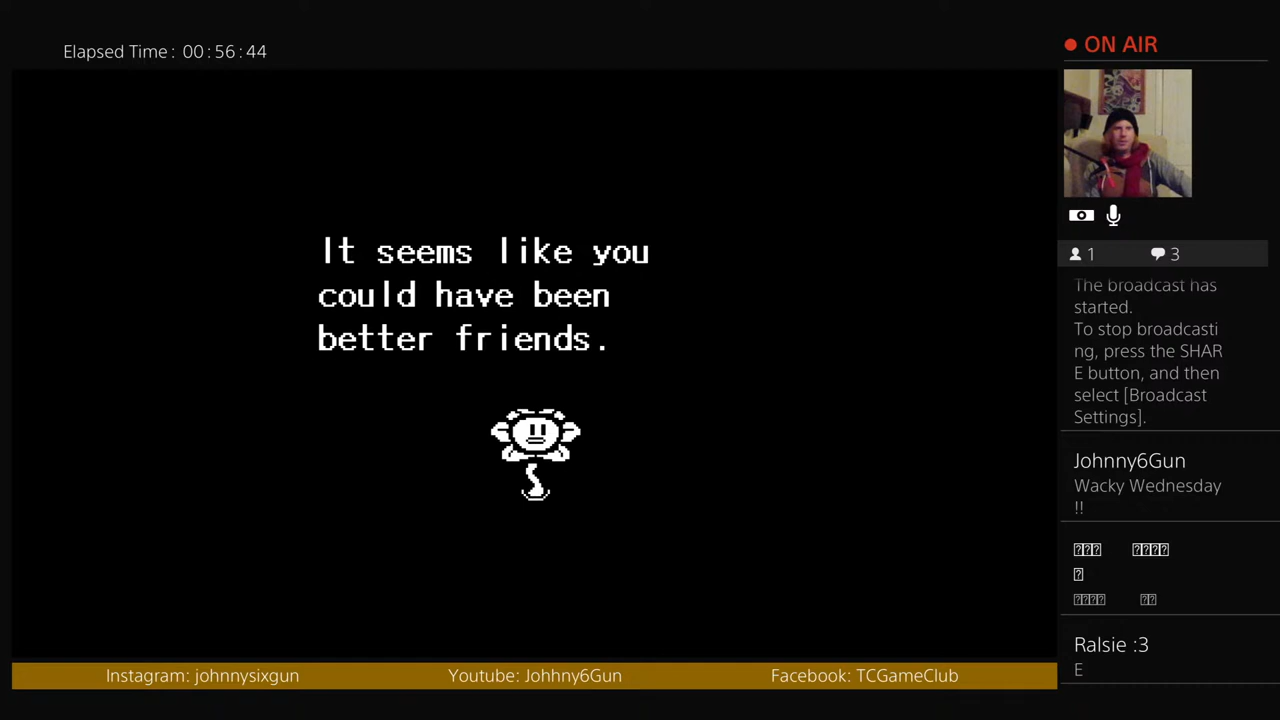 Elapsed Time: 00:56:44
ON AIR
It seems like you
could have been
better friends.
1 3
The broadcast has
started.
To stop broadcasti
ng, press the SHAR
E button, and then
select [Broadcast
Settings].
Johnny6Gun
Wacky Wednesday
!!
Ralsie :3
E
Instagram: johnnysixgun Youtube: Johhny6Gun Facebook: TCGameClub